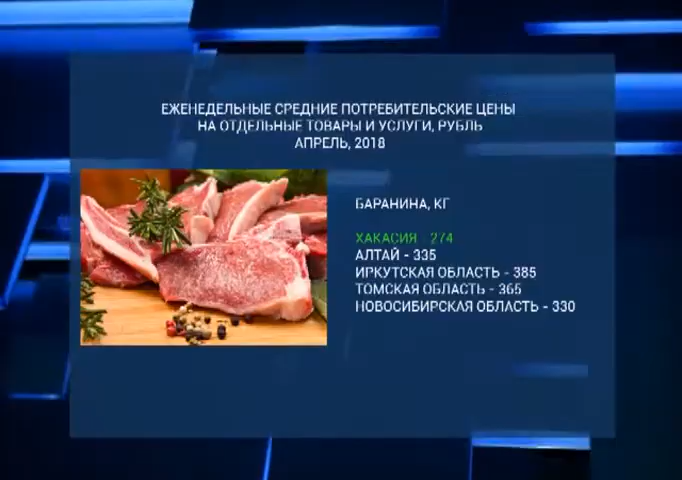 ЕЖЕНЕДЕЛЬНЫЕ СРЕДНИЕ ПОТРЕБИТЕЛЬСКИЕ ЦЕНЫ
НА ОТДЕЛЬНЫЕ ТОВАРЫ И УСЛУГИ, РУБЛЬ
АПРЕЛЬ, 2018
БАРАНИНА, КГ
ХАКАСИЯ - 274
АЛТАЙ - 335
ИРКУТСКАЯ ОБЛАСТЬ - 385
ТОМСКАЯ ОБЛАСТЬ - 365
НОВОСИБИРСКАЯ ОБЛАСТЬ - 330